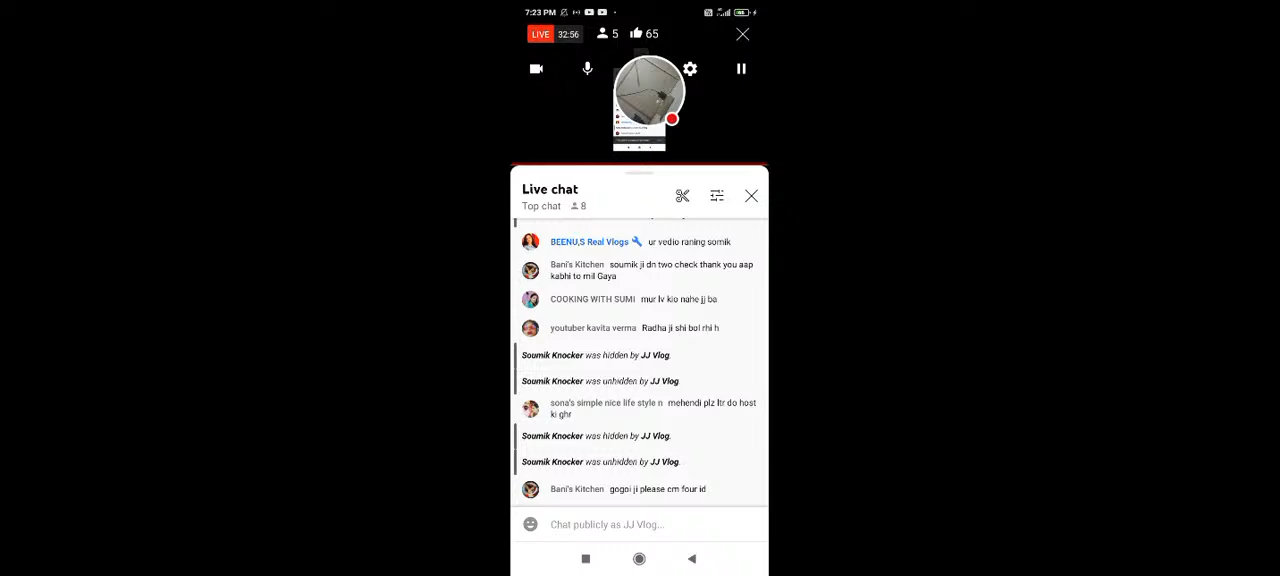 7:23 PM
LIVE 32:56 5 65
Live chat
Top chat 8
BEENU,S Real Vlogs ur vedio raning somik
Bani's Kitchen soumik ji dn two check thank you aap
kabhi to mil Gaya
COOKING WITH SUMI mur lv kio nahe jj ba
youtuber kavita verma Radha ji shi bol rhi h
Soumik Knocker was hidden by JJ Vlog.
Soumik Knocker was unhidden by JJ Vlog.
sona's simple nice life style n mehendi plz ltr do host
ki ghr
Soumik Knocker was hidden by JJ Vlog.
Soumik Knocker was unhidden by JJ Vlog.
Bani's Kitchen gogoi ji please cm four id
Chat publicly as JJ Vlog...